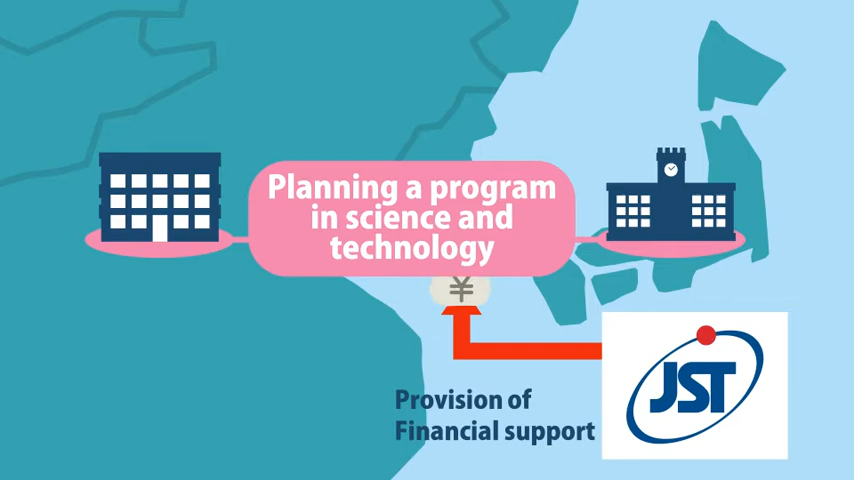 Planning a program
in science and
technology
¥
Provision of
Financial support
JST